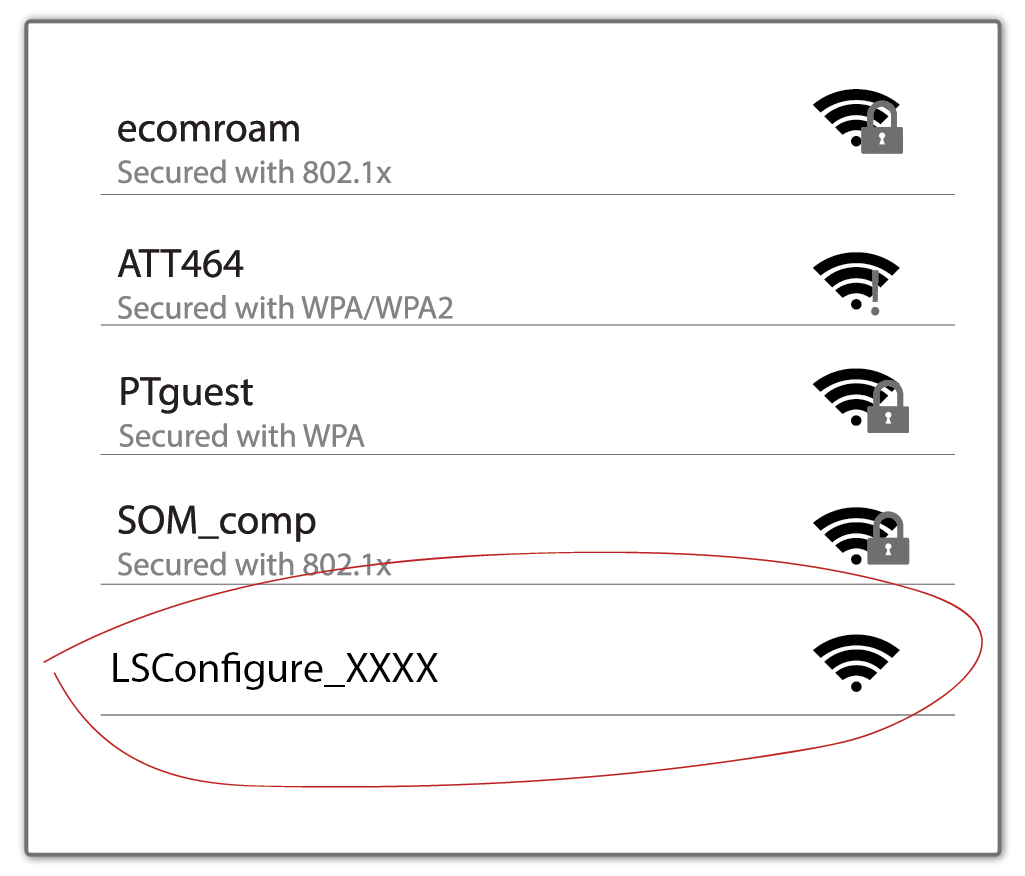 ecomroam
Secured with 802.1x
ATT464
Secured with WPA/WPA2
PTguest
Secured with WPA
SOM_comp
Secured with 802.1x
LSConfigure_XXXX